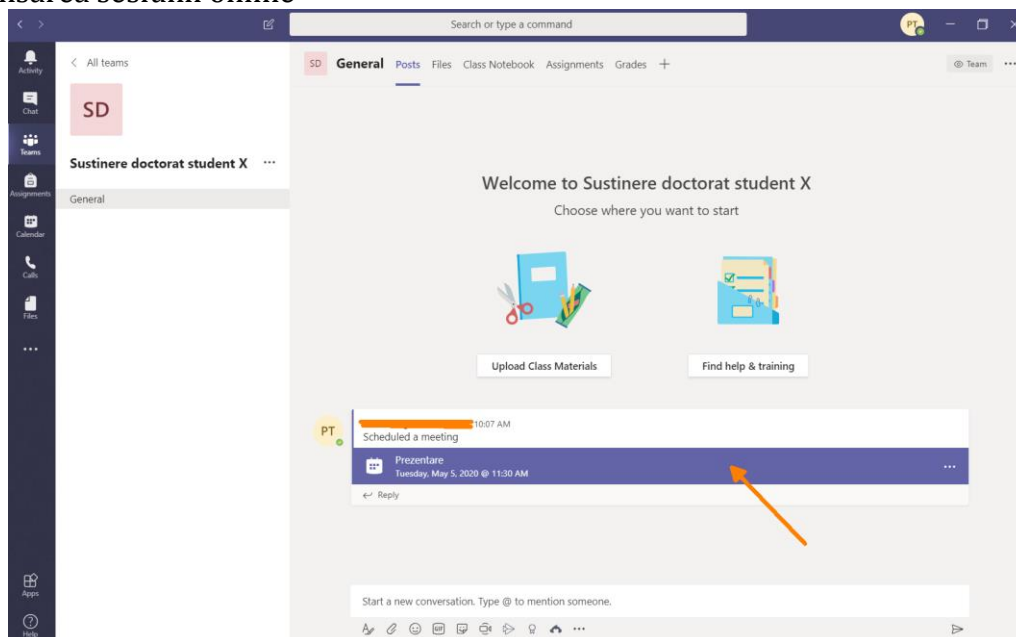 Search or type a command
PT
Activity
Chat
Teams
Assignments
Calendar
Calls
Files
Apps
Help
All teams
SD
Sustinere doctorat student X
General
SD General Posts Files Class Notebook Assignments Grades
Team
Welcome to Sustinere doctorat student X
Choose where you want to start
Upload Class Materials
Find help & training
PT
10:07 AM
Scheduled a meeting
Prezentare
Tuesday, May 5, 2020 @ 11:30 AM
Reply
Start a new conversation. Type @ to mention someone.
GIF